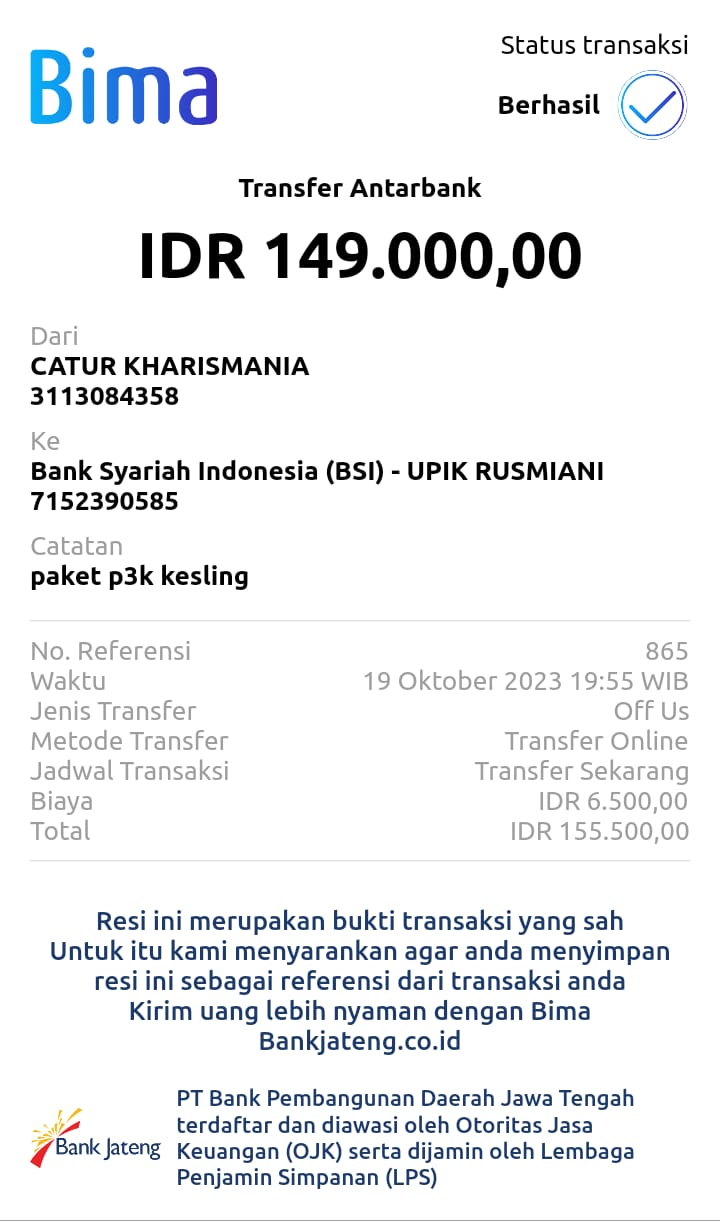 Bima
Status transaksi
Berhasil
Transfer Antarbank
IDR 149.000,00
Dari
CATUR KHARISMANIA
3113084358
Ke
Bank Syariah Indonesia (BSI) - UPIK RUSMIANI
7152390585
Catatan
paket p3k kesling
No. Referensi 865
Waktu 19 Oktober 2023 19:55 WIB
Jenis Transfer Off Us
Metode Transfer Transfer Online
Jadwal Transaksi Transfer Sekarang
Biaya IDR 6.500,00
Total IDR 155.500,00
Resi ini merupakan bukti transaksi yang sah
Untuk itu kami menyarankan agar anda menyimpan
resi ini sebagai referensi dari transaksi anda
Kirim uang lebih nyaman dengan Bima
Bankjateng.co.id
Bank Jateng
PT Bank Pembangunan Daerah Jawa Tengah
terdaftar dan diawasi oleh Otoritas Jasa
Keuangan (OJK) serta dijamin oleh Lembaga
Penjamin Simpanan (LPS)